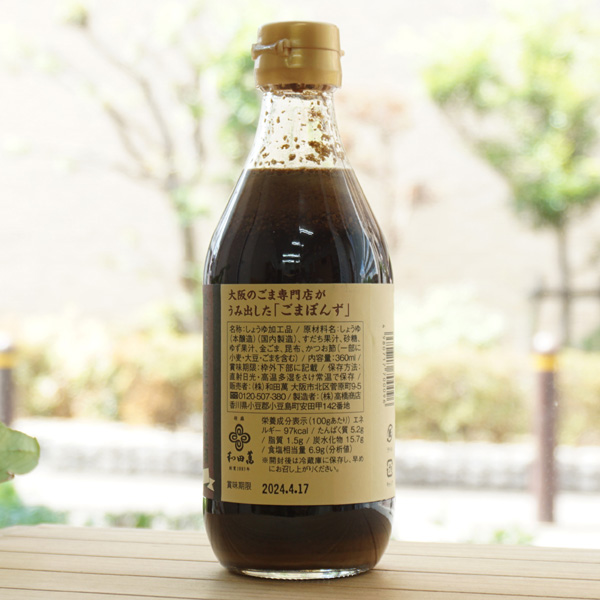 大阪のごま専門店が
うみ出した「ごまぽんず」
名称:しょうゆ加工品 / 原材料名:しょうゆ
(本醸造)(国内製造)、すだち果汁、砂糖、
ゆず果汁、金ごま、昆布、かつお節(一部に
小麦・大豆・ごまを含む) / 内容量:360ml /
賞味期限:枠外下部に記載 / 保存方法:
直射日光・高温多湿をさけ常温で保存 /
販売者:(株)和田萬 大阪市北区菅原町9-5
0120-507-380 / 製造者:(株)高橋商店
香川県小豆郡小豆島町安田甲142番地
和田萬
創業1883年
栄養成分表示(100gあたり) エネ
ルギー 97kcal / たんぱく質 5.2g
/ 脂質 1.5g / 炭水化物 15.7g
/ 食塩相当量 6.9g (分析値)
※開封後は冷蔵庫に保存し、早め
にお召し上がりください。
賞味期限 2024.4.17